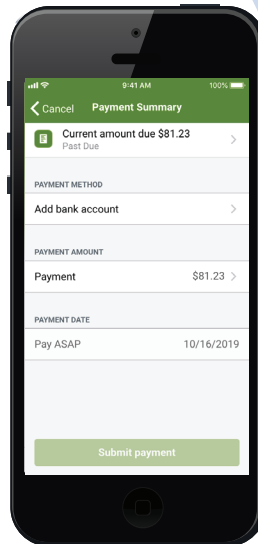 9:41 AM 100%
Cancel Payment Summary
Current amount due $81.23
Past Due
PAYMENT METHOD
Add bank account
PAYMENT AMOUNT
Payment $81.23
PAYMENT DATE
Pay ASAP 10/16/2019
Submit payment